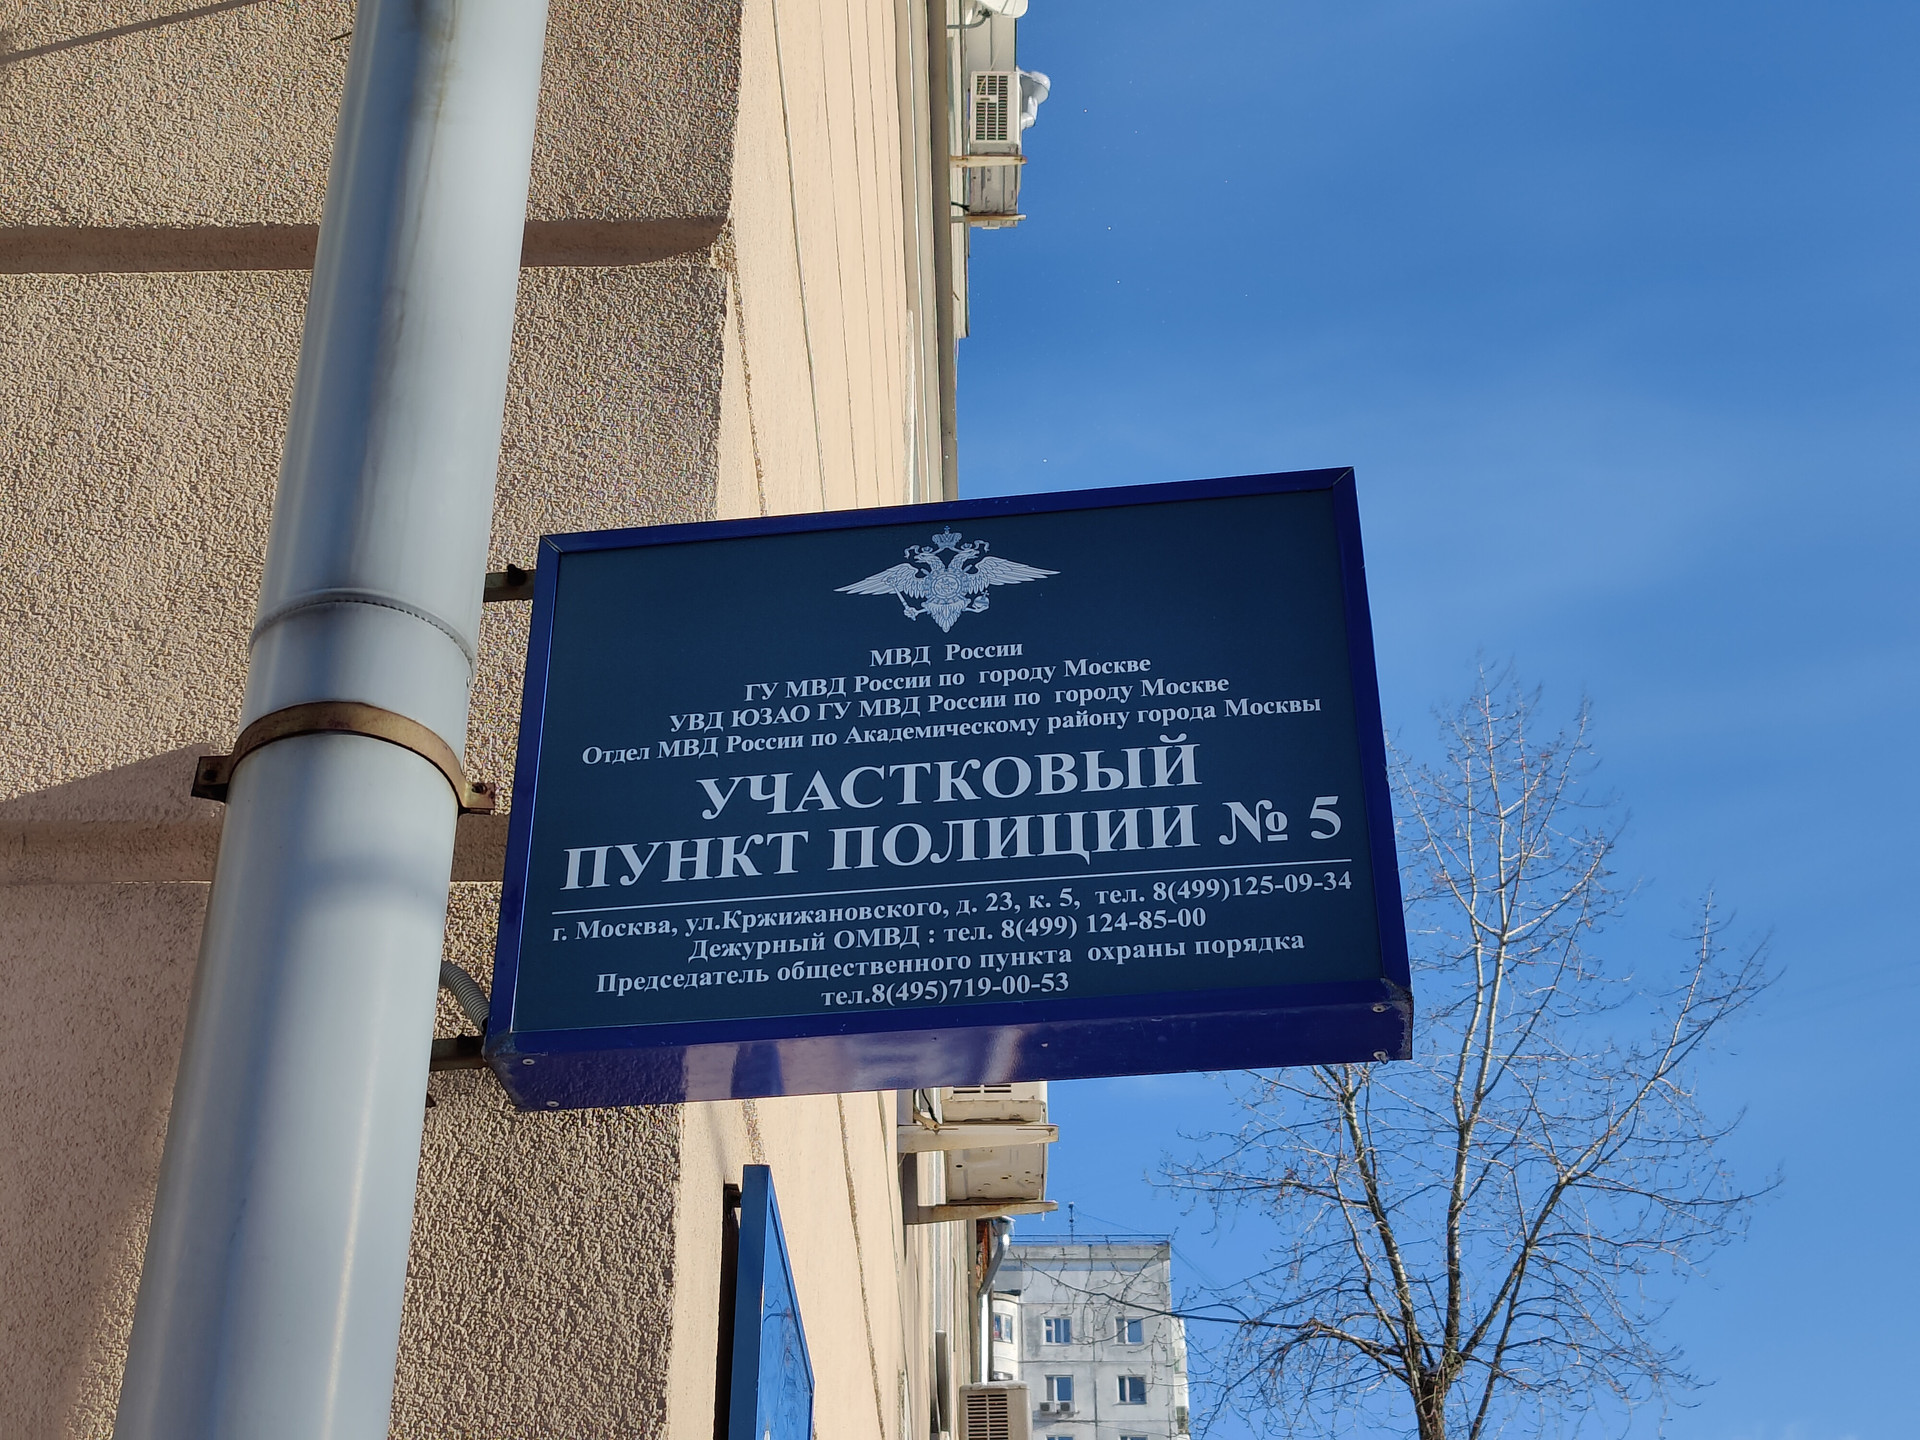 МВД России
ГУ МВД России по городу Москве
УВД ЮЗАО ГУ МВД России по городу Москве
Отдел МВД России по Академическому району города Москвы
УЧАСТКОВЫЙ
ПУНКТ ПОЛИЦИИ № 5
г. Москва, ул.Кржижановского, д. 23, к. 5, тел. 8(499)125-09-34
Дежурный ОМВД : тел. 8(499) 124-85-00
Председатель общественного пункта охраны порядка
тел.8(495)719-00-53